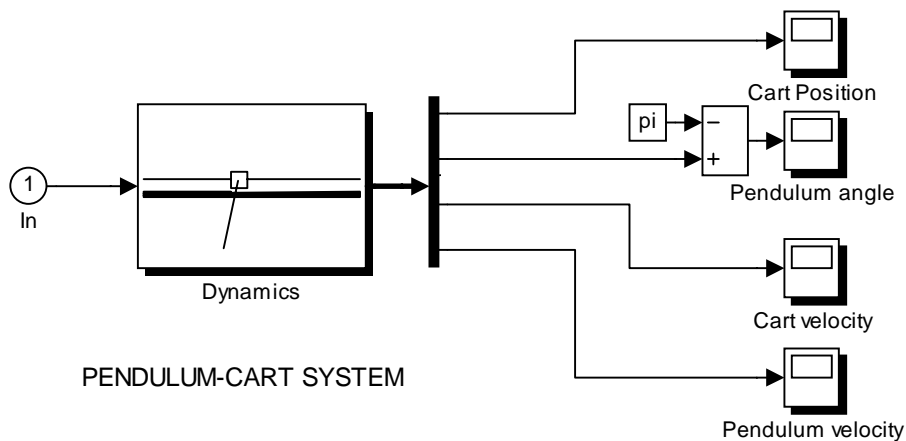 Cart Position
pi
−
+
Pendulum angle
1
In
Dynamics
Cart velocity
PENDULUM-CART SYSTEM
Pendulum velocity